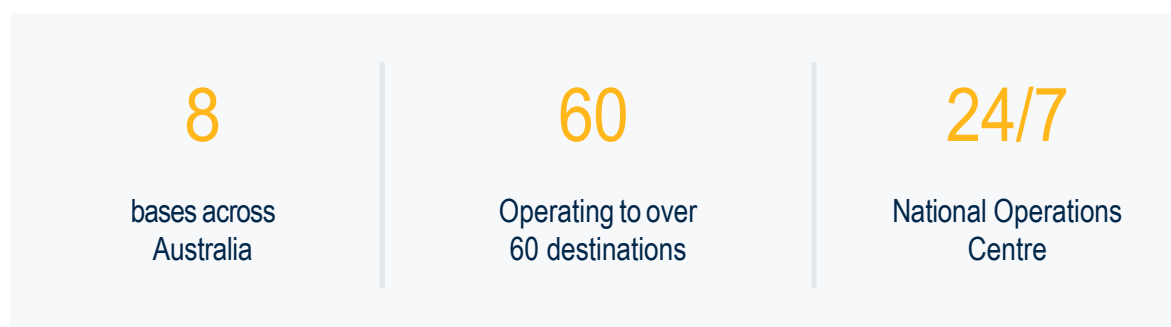 8
bases across
Australia
60
Operating to over
60 destinations
24/7
National Operations
Centre